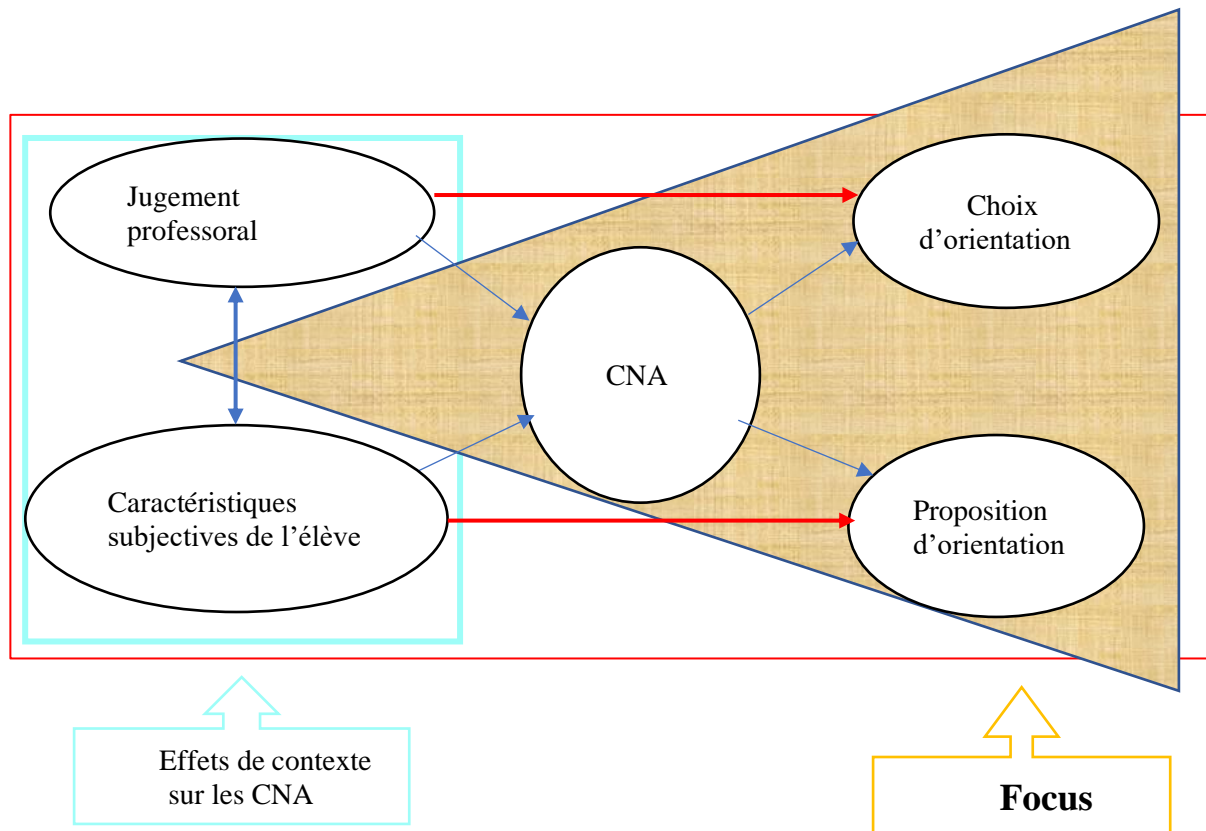 Jugement
professoral
Choix
d’orientation
CNA
Caractéristiques
subjectives de l’élève
Proposition
d’orientation
Effets de contexte
sur les CNA
Focus